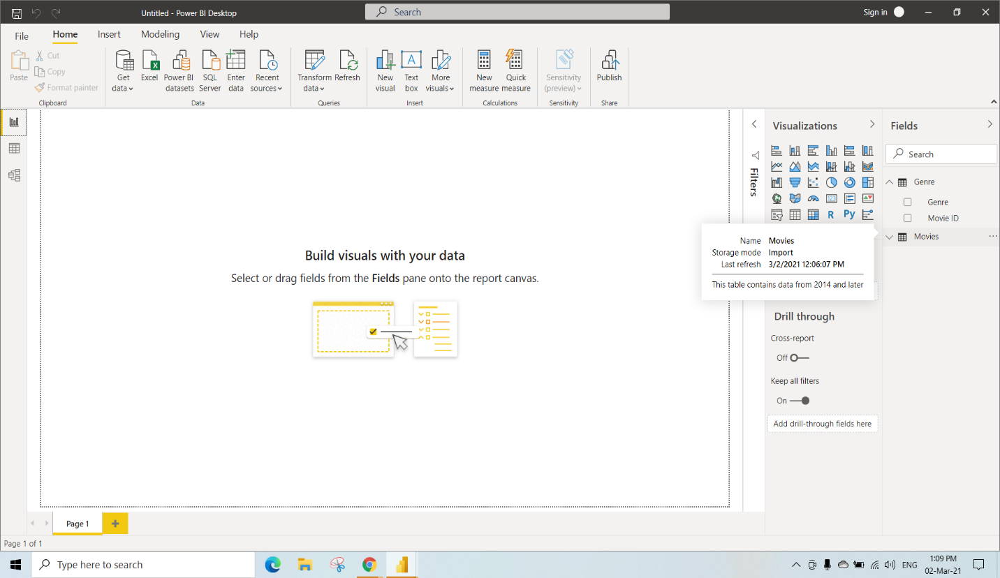 Untitled - Power BI Desktop
Search
Sign in
File
Home
Insert
Modeling
View
Help
Paste
Cut
Copy
Format painter
Clipboard
Get data
Excel
Power BI datasets
SQL Server
Enter data
Recent sources
Data
Transform data
Refresh
Queries
New visual
Text box
More visuals
Insert
New measure
Quick measure
Calculations
Sensitivity (preview)
Sensitivity
Publish
Share
Build visuals with your data
Select or drag fields from the Fields pane onto the report canvas.
Filters
Visualizations
R
Py
123
Name Movies
Storage mode Import
Last refresh 3/2/2021 12:06:07 PM
This table contains data from 2014 and later
Drill through
Cross-report
Off
Keep all filters
On
Add drill-through fields here
Fields
Search
Genre
Genre
Movie ID
Movies
Page 1
Page 1 of 1
Type here to search
ENG
1:09 PM
02-Mar-21